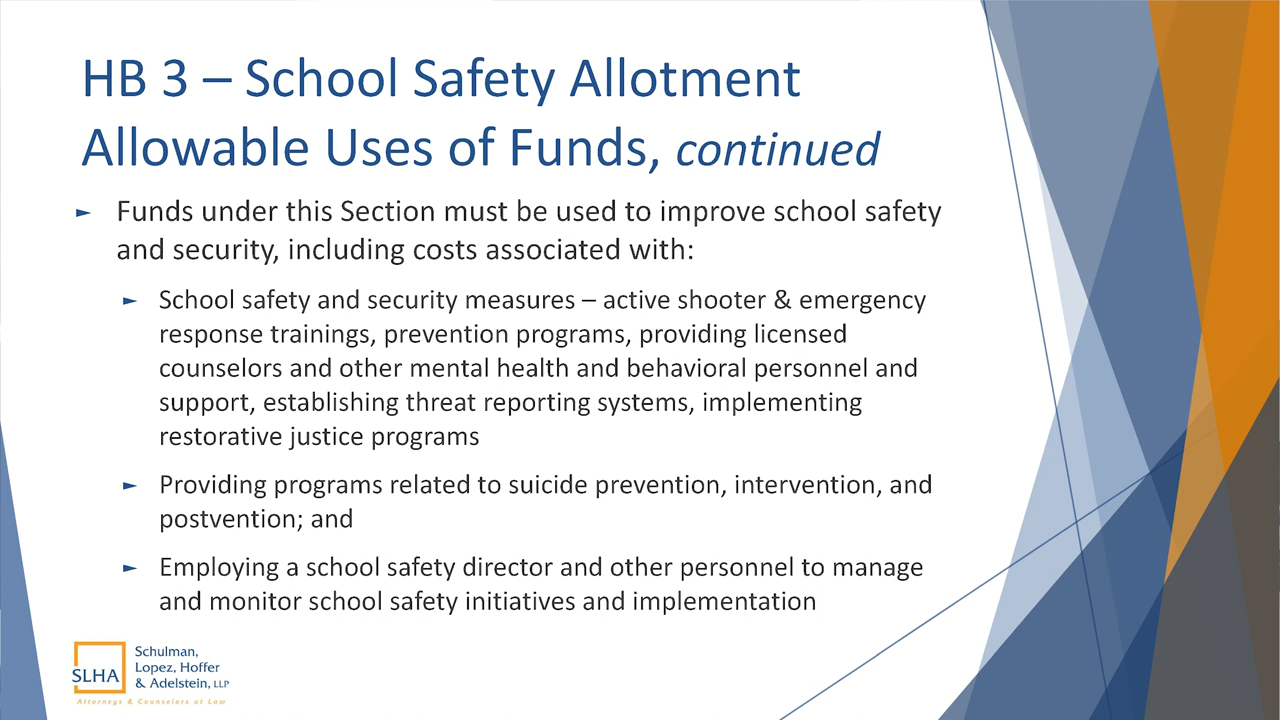 HB 3 – School Safety Allotment
Allowable Uses of Funds, continued
► Funds under this Section must be used to improve school safety
and security, including costs associated with:
► School safety and security measures – active shooter & emergency
response trainings, prevention programs, providing licensed
counselors and other mental health and behavioral personnel and
support, establishing threat reporting systems, implementing
restorative justice programs
► Providing programs related to suicide prevention, intervention, and
postvention; and
► Employing a school safety director and other personnel to manage
and monitor school safety initiatives and implementation
SLHA
Schulman,
Lopez, Hoffer
& Adelstein, LLP
Attorneys & Counselors at Law